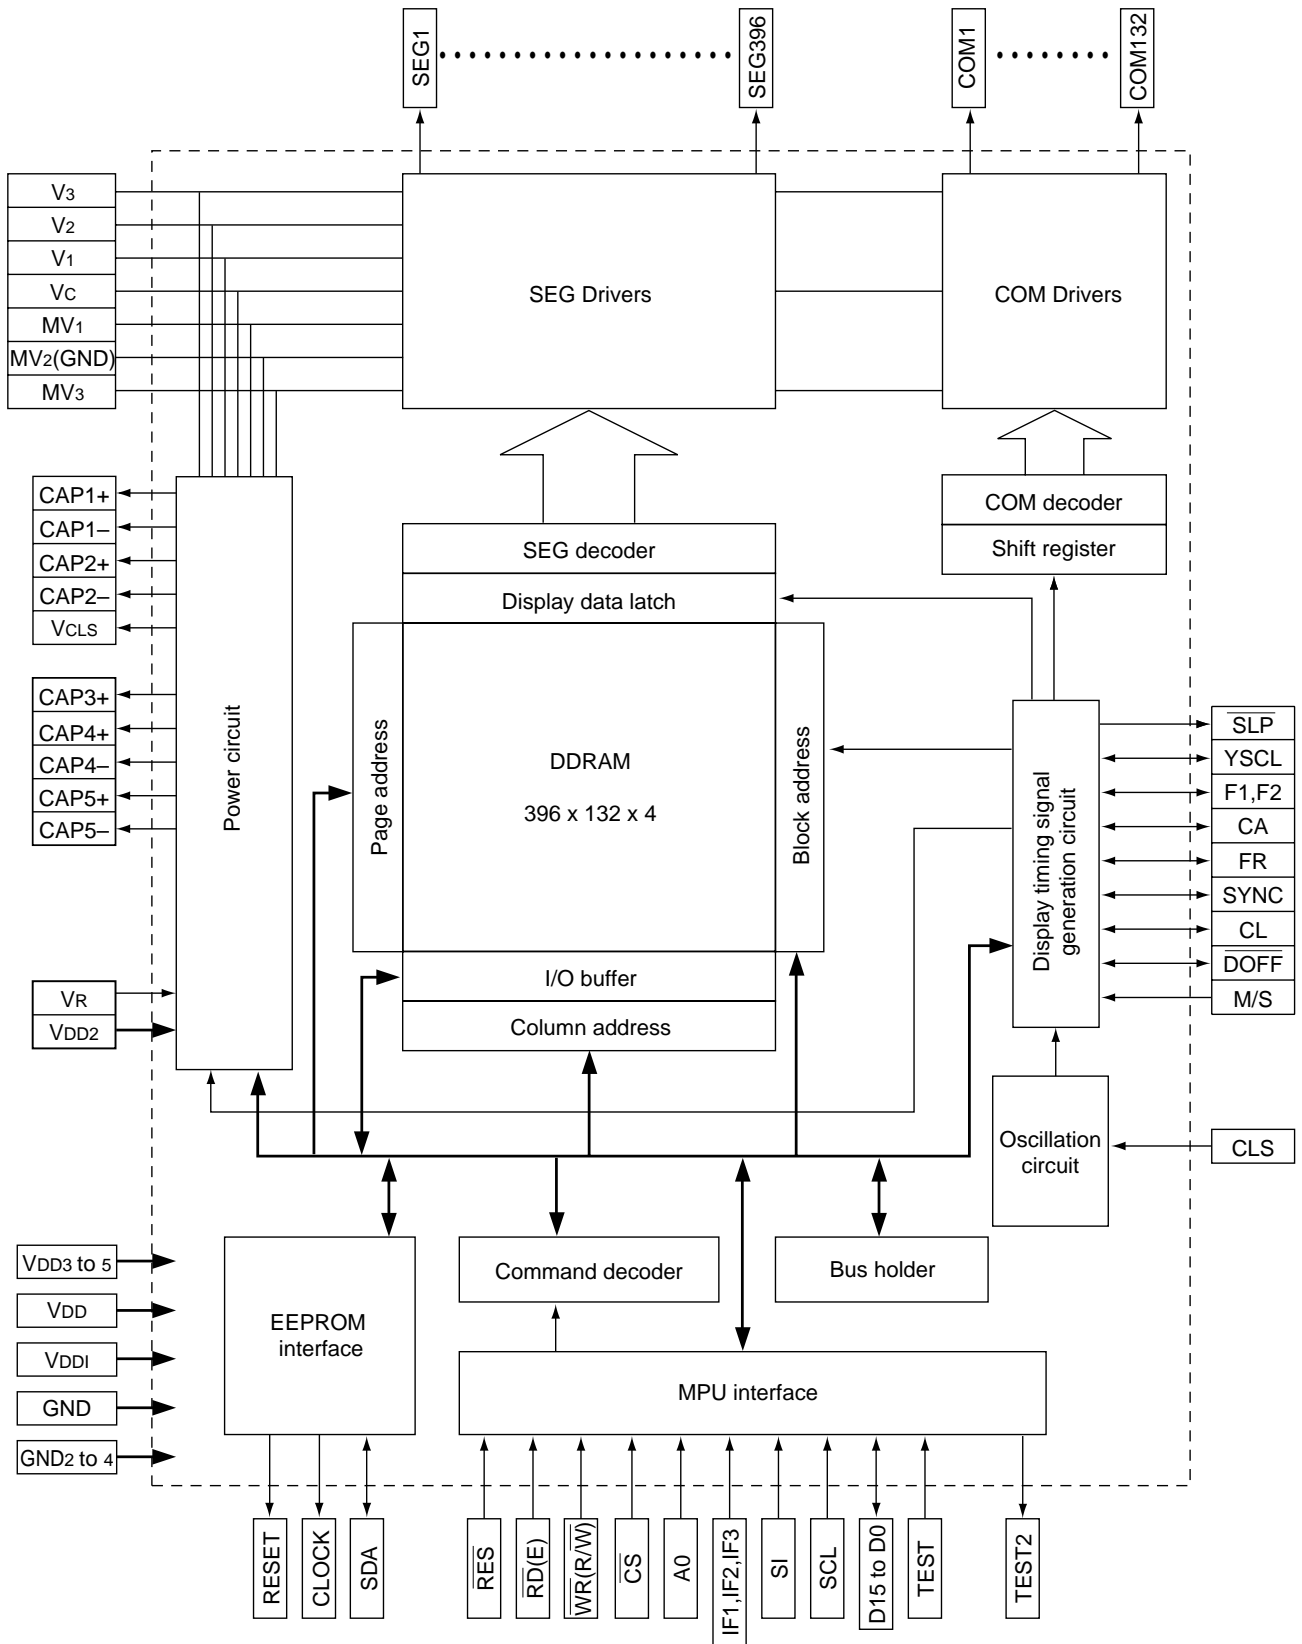 SEG1
SEG396
COM1
COM132
V3
V2
V1
VC
MV1
MV2(GND)
MV3
SEG Drivers
COM Drivers
CAP1+
CAP1–
CAP2+
CAP2–
VCLS
CAP3+
CAP4+
CAP4–
CAP5+
CAP5–
VR
VDD2
Power circuit
SEG decoder
Display data latch
Page address
DDRAM
396 x 132 x 4
Block address
I/O buffer
Column address
COM decoder
Shift register
Display timing signal
generation circuit
SLP
YSCL
F1,F2
CA
FR
SYNC
CL
DOFF
M/S
Oscillation
circuit
CLS
VDD3 to 5
VDD
VDDI
GND
GND2 to 4
EEPROM
interface
Command decoder
Bus holder
MPU interface
RESET
CLOCK
SDA
RES
RD(E)
WR(R/W)
CS
A0
IF1,IF2,IF3
SI
SCL
D15 to D0
TEST
TEST2